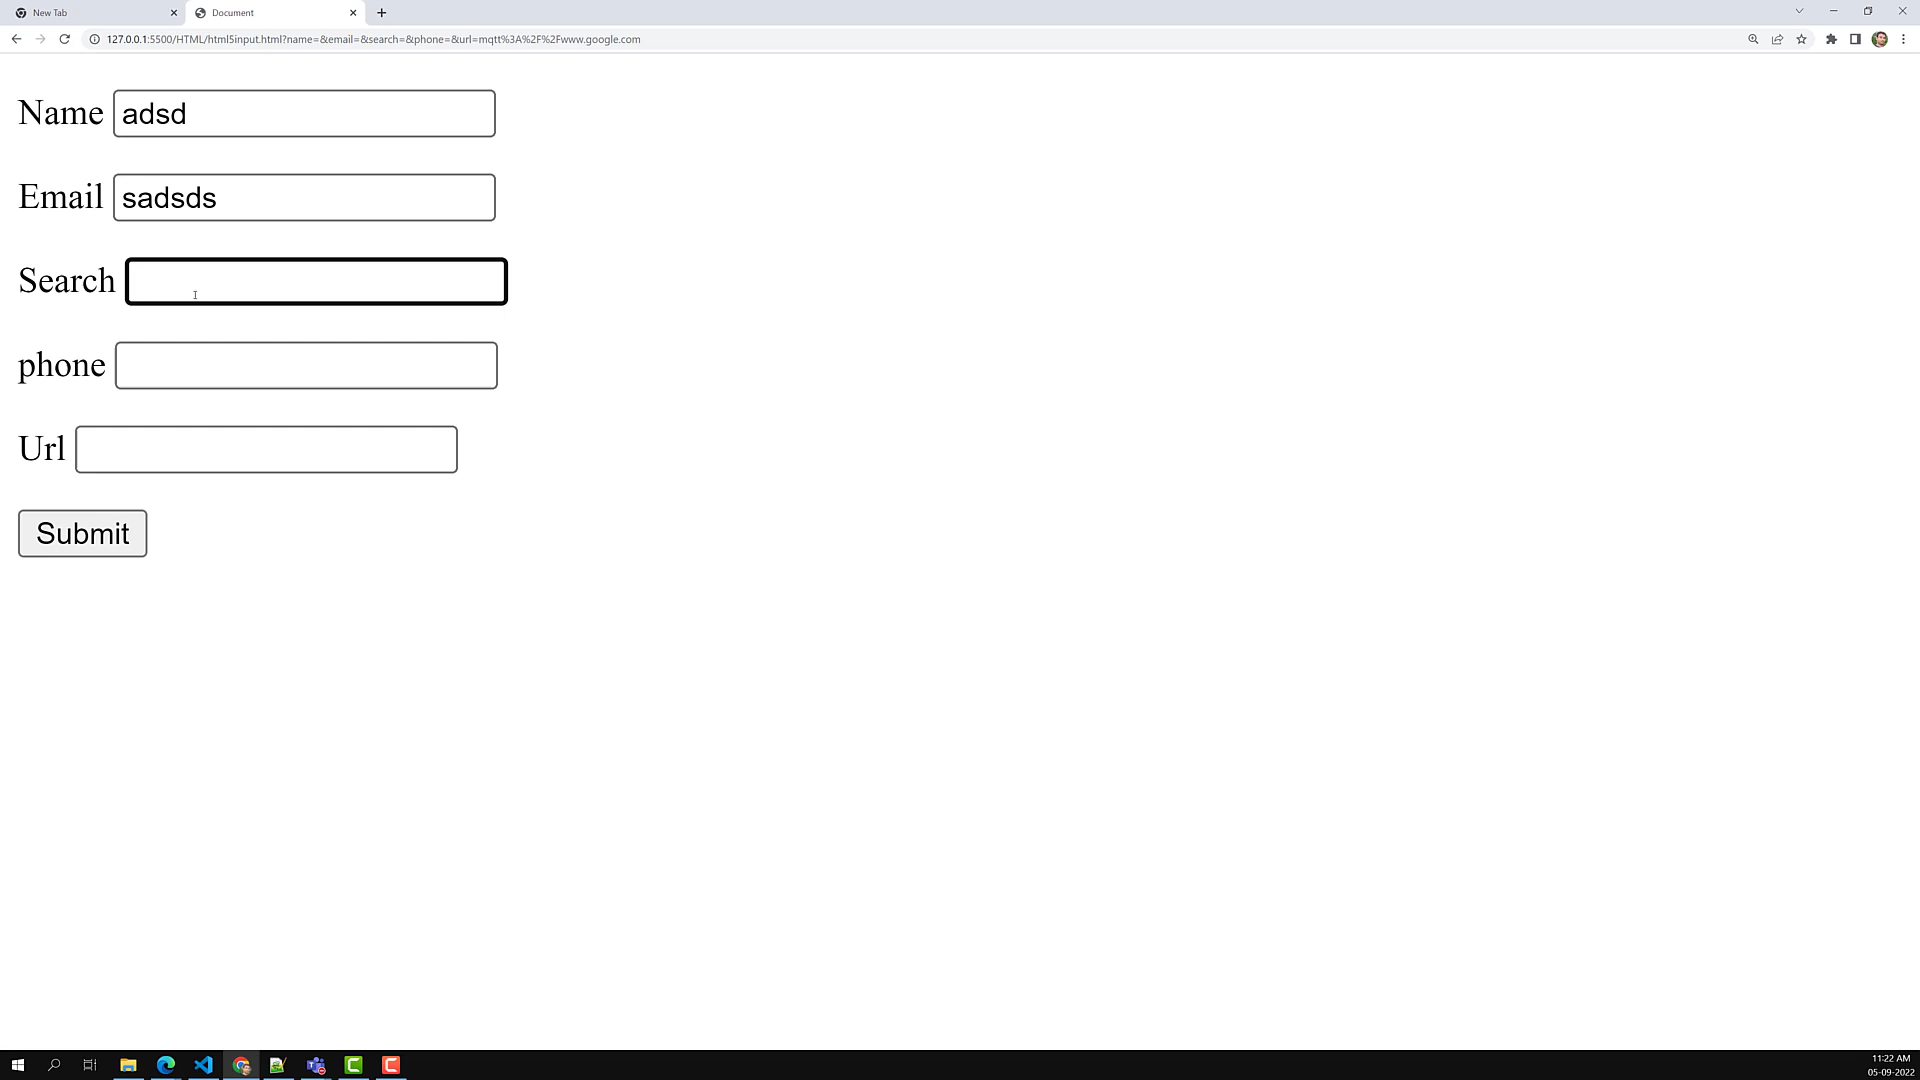 New Tab
Document
127.0.0.1:5500/HTML/html5input.html?name=&email=&search=&phone=&url=mqtt%3A%2F%2Fwww.google.com
Name adsd
Email sadsds
Search
phone
Url
Submit
11:22 AM
05-09-2022